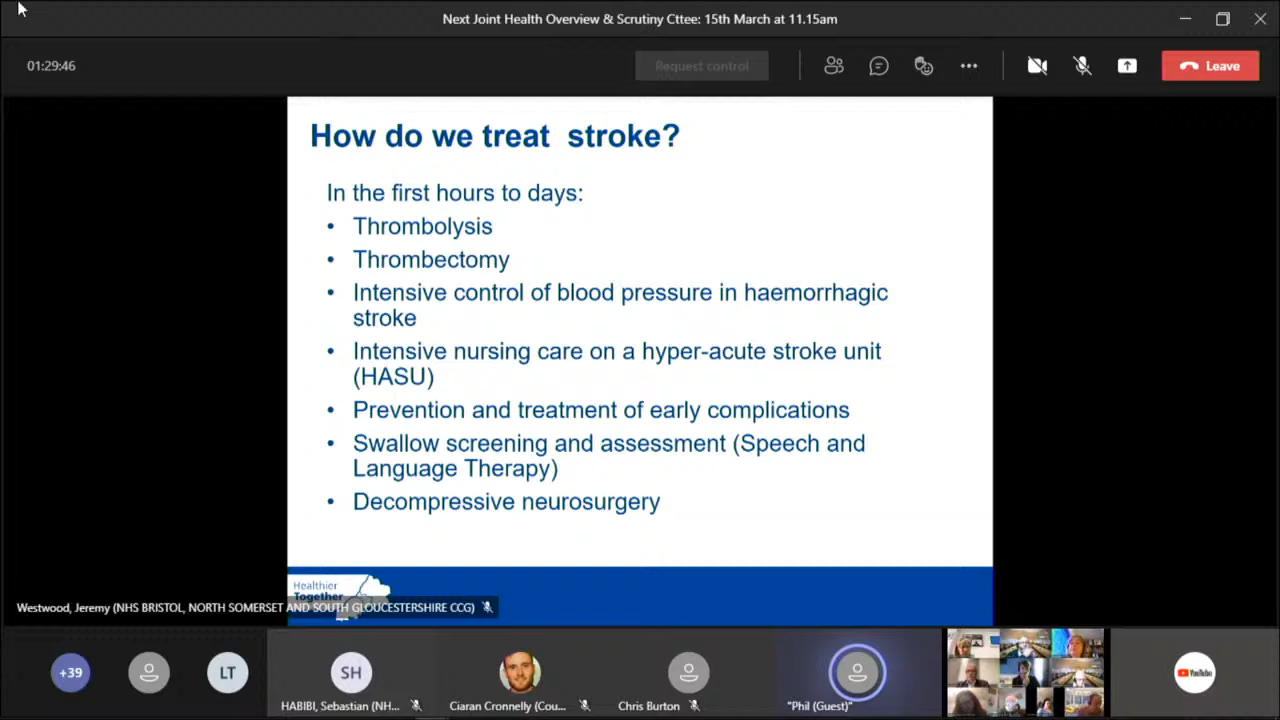 Next Joint Health Overview & Scrutiny Cttee: 15th March at 11.15am
01:29:46
Request control
Leave
How do we treat  stroke?
In the first hours to days:
• Thrombolysis
• Thrombectomy
• Intensive control of blood pressure in haemorrhagic
stroke
• Intensive nursing care on a hyper-acute stroke unit
(HASU)
• Prevention and treatment of early complications
• Swallow screening and assessment (Speech and
Language Therapy)
• Decompressive neurosurgery
Healthier
Together
Westwood, Jeremy (NHS BRISTOL, NORTH SOMERSET AND SOUTH GLOUCESTERSHIRE CCG)
+39
LT
SH
YouTube
HABIBI, Sebastian (NH...
Ciaran Cronnelly (Cou...
Chris Burton
"Phil (Guest)"